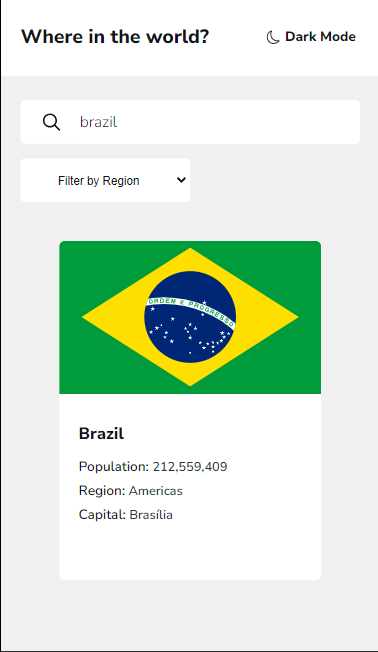 Where in the world?
Dark Mode
brazil
Filter by Region
ORDEM E PROGRESSO
Brazil
Population: 212,559,409
Region: Americas
Capital: Brasília